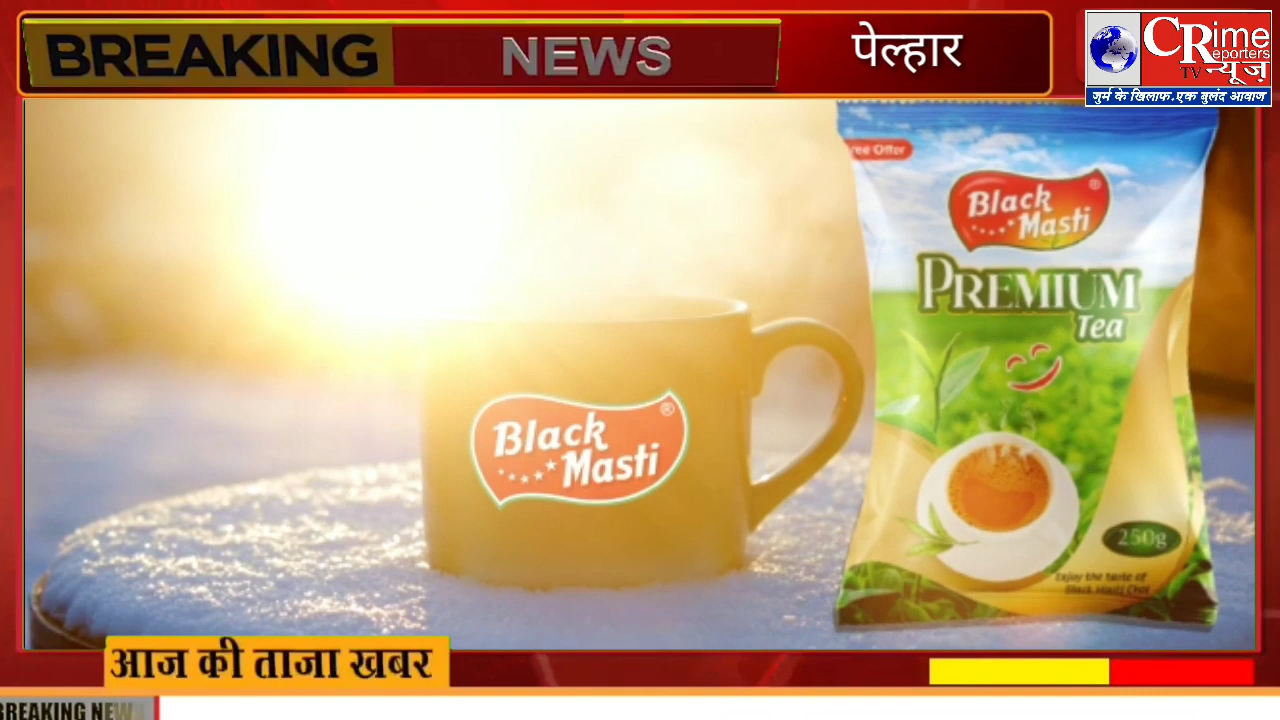 BREAKING NEWS
पेल्हार
CRime
Reporters
TV न्यूज़
जुर्म के खिलाफ.एक बुलंद आवाज
ree Offer
Black
Masti
®
PREMIUM
Tea
Black
Masti
®
250g
Enjoy the taste of
Black Masti Chai
आज की ताजा खबर
BREAKING NEW